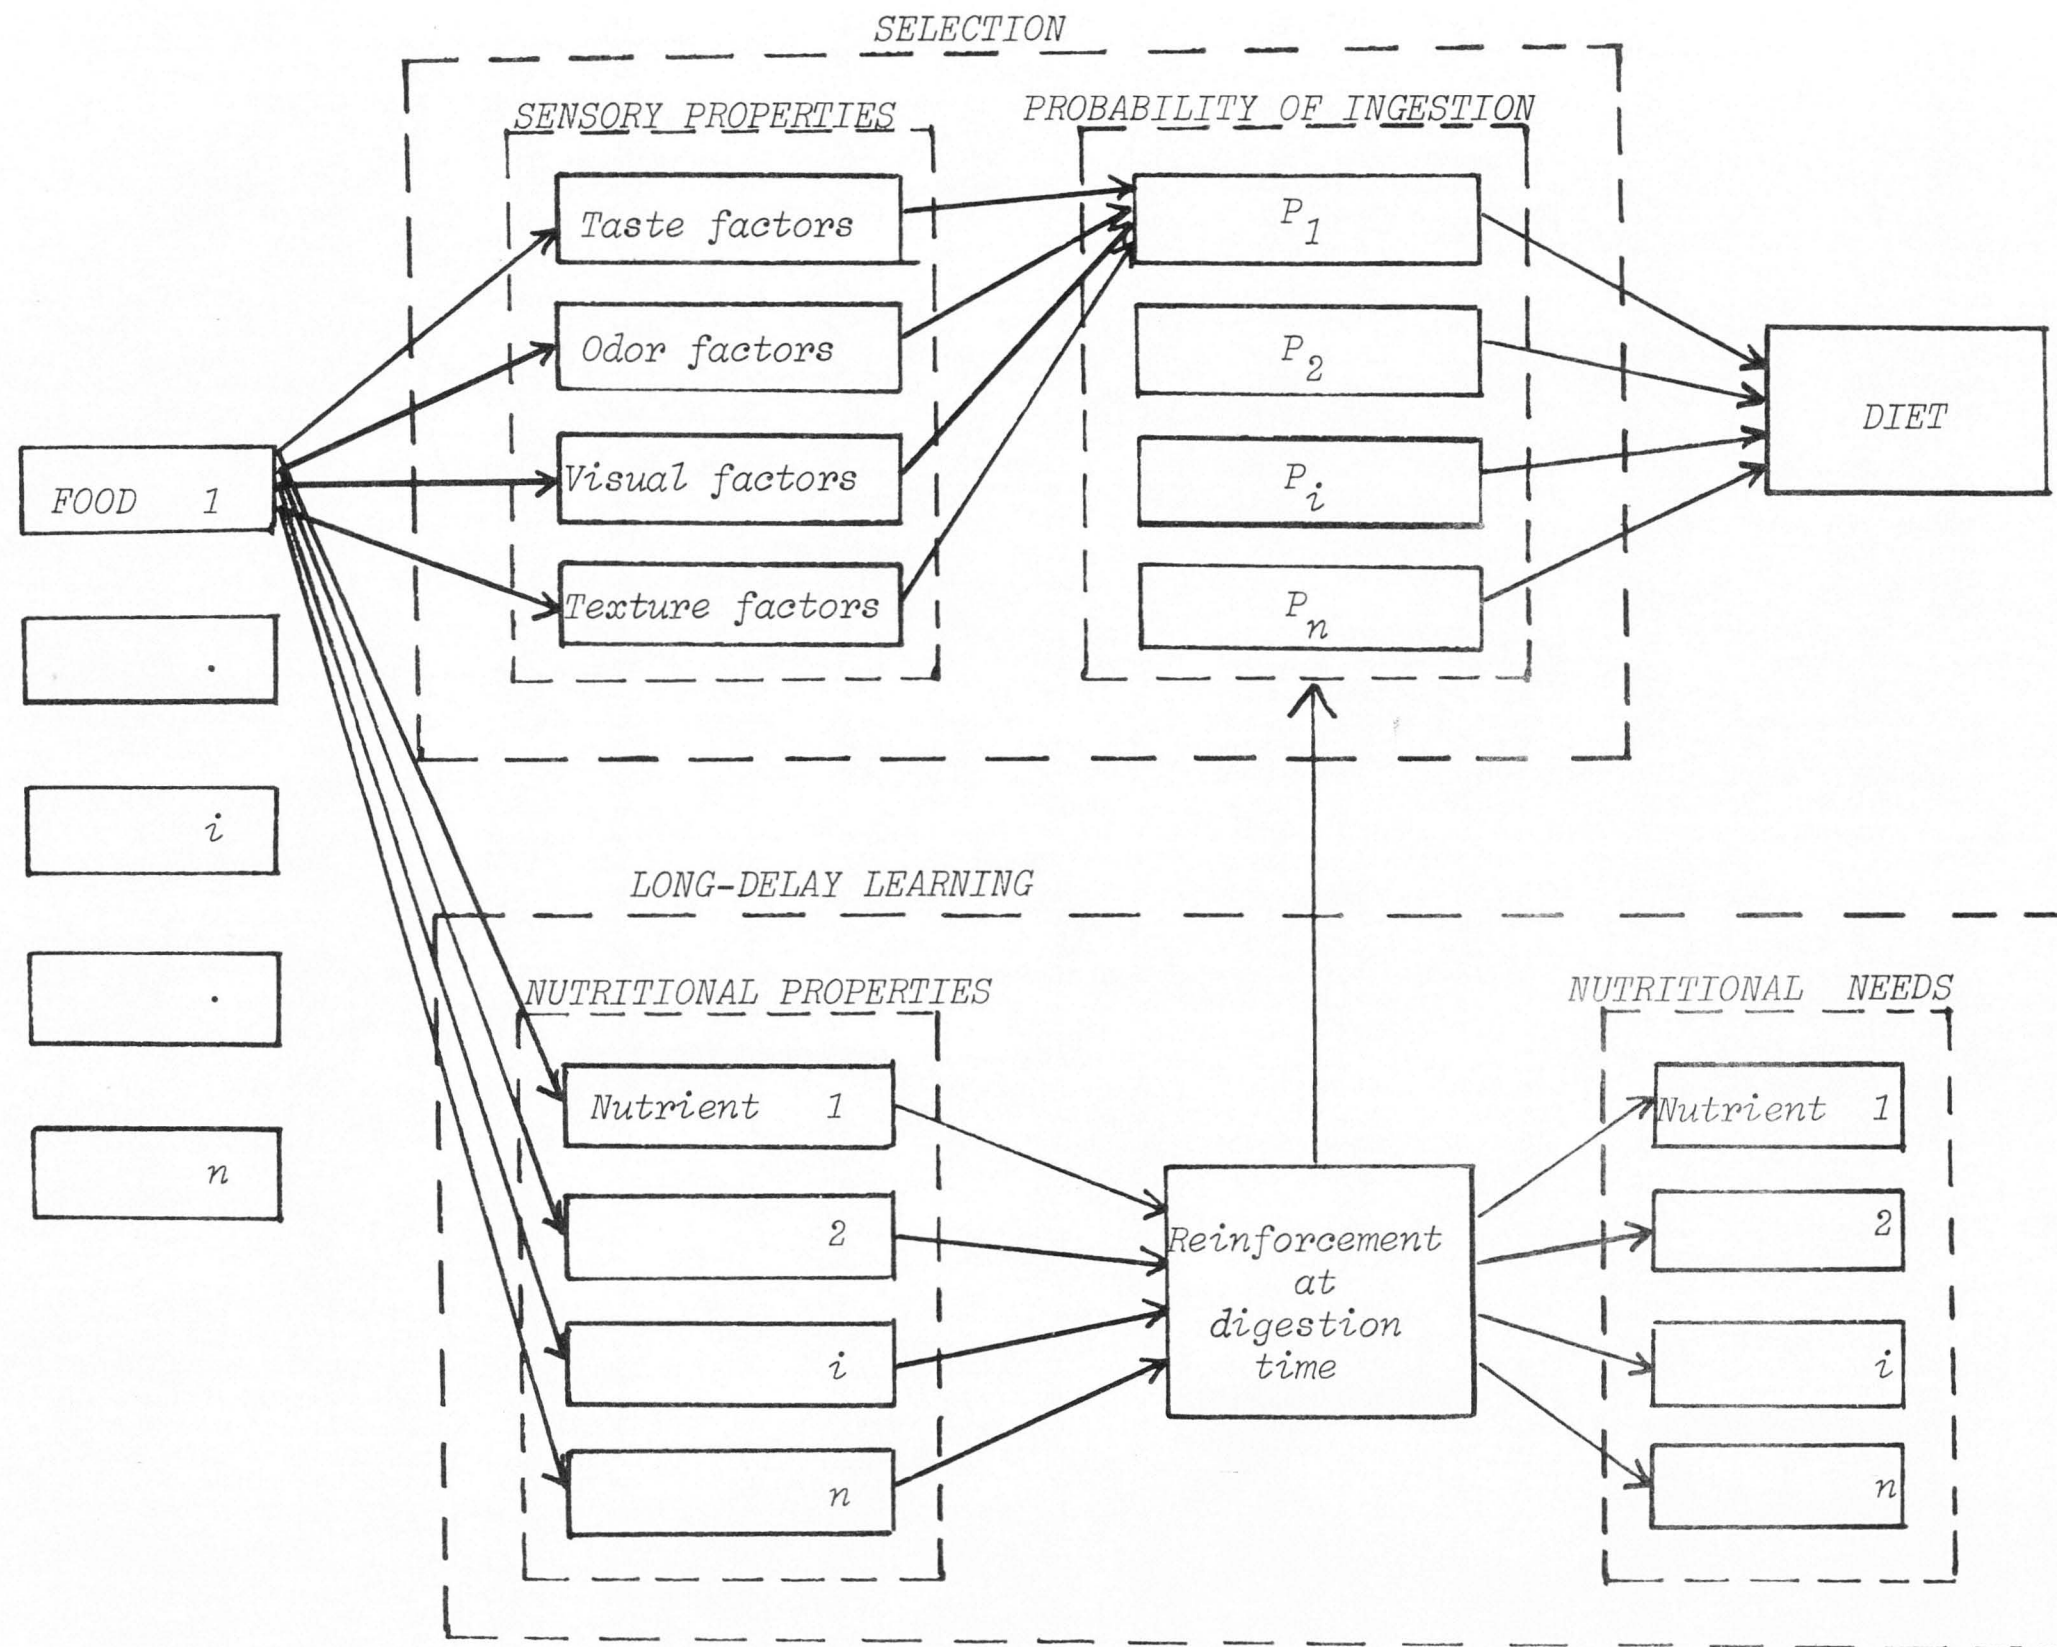 SELECTION
SENSORY PROPERTIES
PROBABILITY OF INGESTION
Taste factors
P1
Odor factors
P2
DIET
Visual factors
Pi
FOOD 1
Texture factors
Pn
.
i
LONG-DELAY LEARNING
.
NUTRITIONAL PROPERTIES
NUTRITIONAL NEEDS
Nutrient 1
Nutrient 1
n
2
Reinforcement
at
digestion
time
2
i
i
n
n